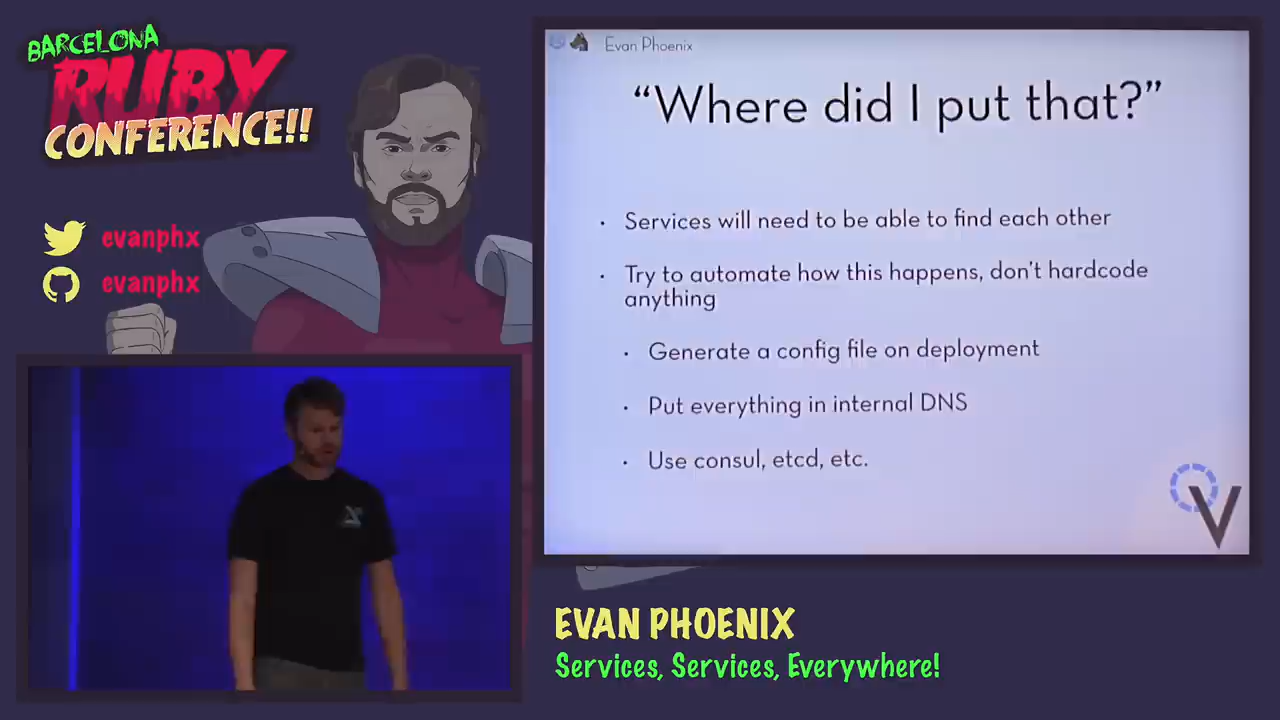 BARCELONA
RUBY
CONFERENCE!!
evanphx
evanphx
Evan Phoenix
“Where did I put that?”
· Services will need to be able to find each other
· Try to automate how this happens, don't hardcode
anything
· Generate a config file on deployment
· Put everything in internal DNS
· Use consul, etcd, etc.
V
EVAN PHOENIX
Services, Services, Everywhere!